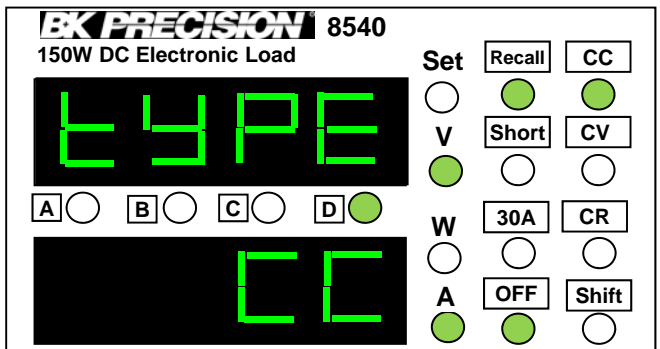 BK PRECISION 8540
150W DC Electronic Load
Set Recall CC
tYPE
V Short CV
A B C D
W 30A CR
CC
A OFF Shift